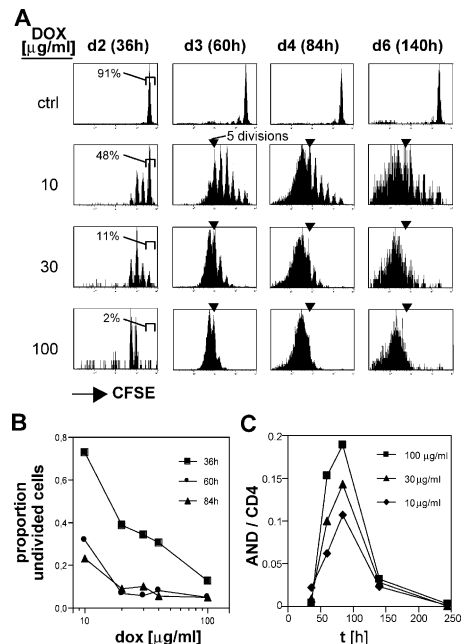 A
DOX
[µg/ml]
d2 (36h) d3 (60h) d4 (84h) d6 (140h)
ctrl
91%
5 divisions
10
48%
30
11%
100
2%
CFSE
B
C
proportion
undivided cells
0,8
0,6
0,4
0,2
0,0
36h
60h
84h
10 100
dox [µg/ml]
AND / CD4
0.2
0.15
0.1
0.05
0
100 µg/ml
30 µg/ml
10 µg/ml
0 50 100 150 200 250
t [h]